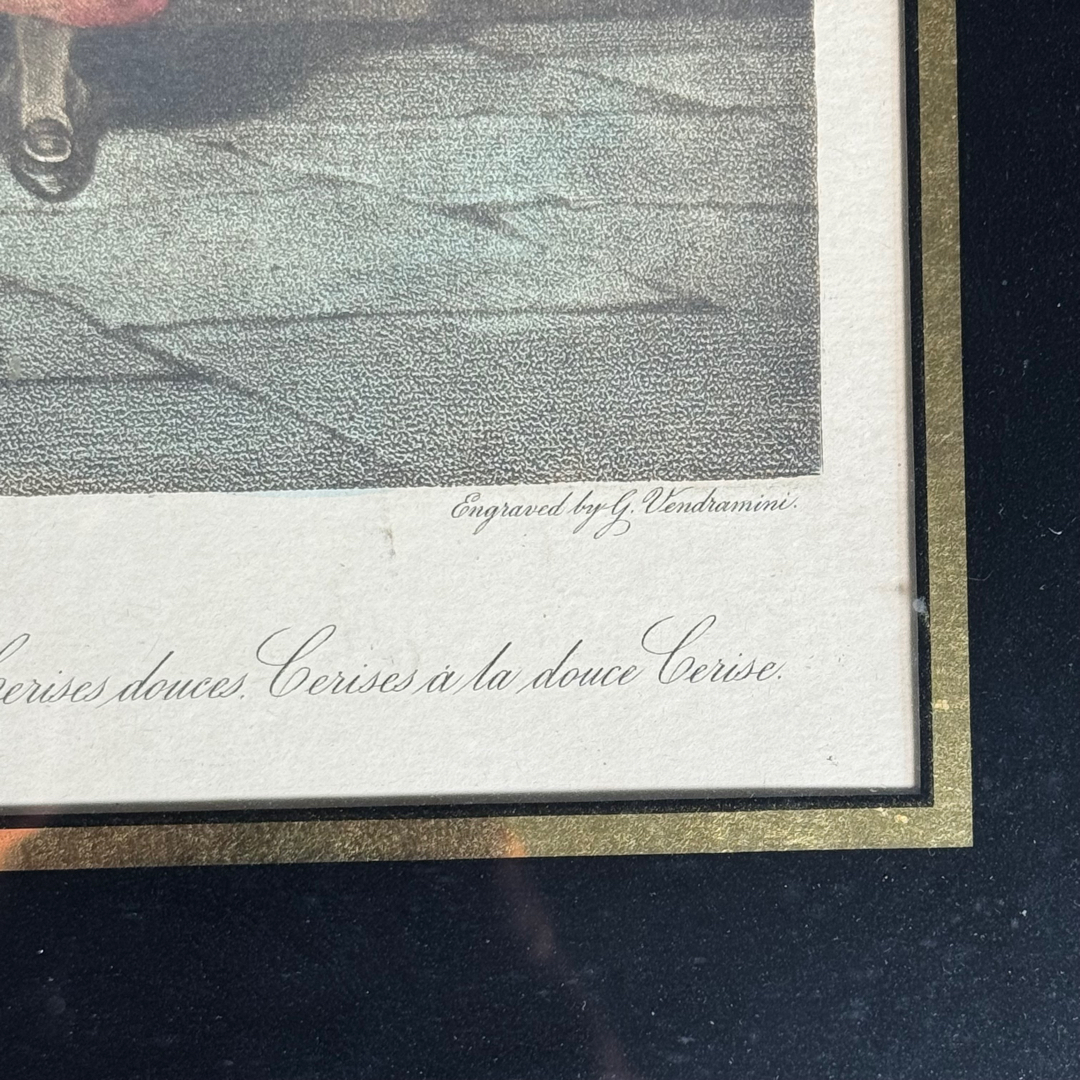 Engraved by G. Vendramini.
Cerises douces. Cerises à la douce Cerise.